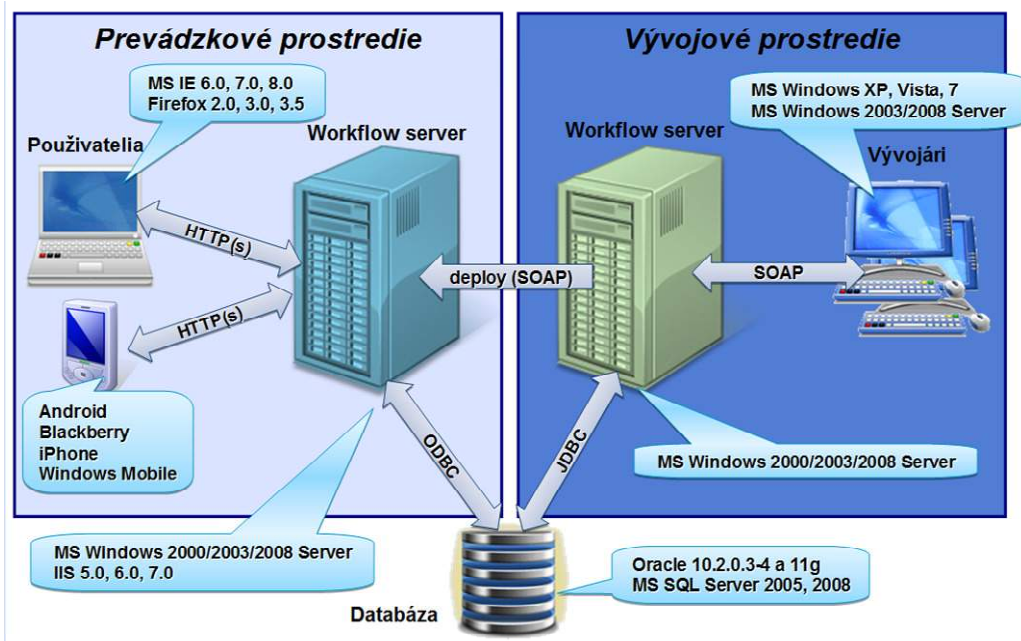 Prevádzkové prostredie
MS IE 6.0, 7.0, 8.0
Firefox 2.0, 3.0, 3.5
Používatelia
Workflow server
HTTP(s)
HTTP(s)
Android
Blackberry
iPhone
Windows Mobile
deploy (SOAP)
Vývojové prostredie
MS Windows XP, Vista, 7
MS Windows 2003/2008 Server
Workflow server
Vývojári
SOAP
MS Windows 2000/2003/2008 Server
ODBC
JDBC
MS Windows 2000/2003/2008 Server
IIS 5.0, 6.0, 7.0
Oracle 10.2.0.3-4 a 11g
MS SQL Server 2005, 2008
Databáza